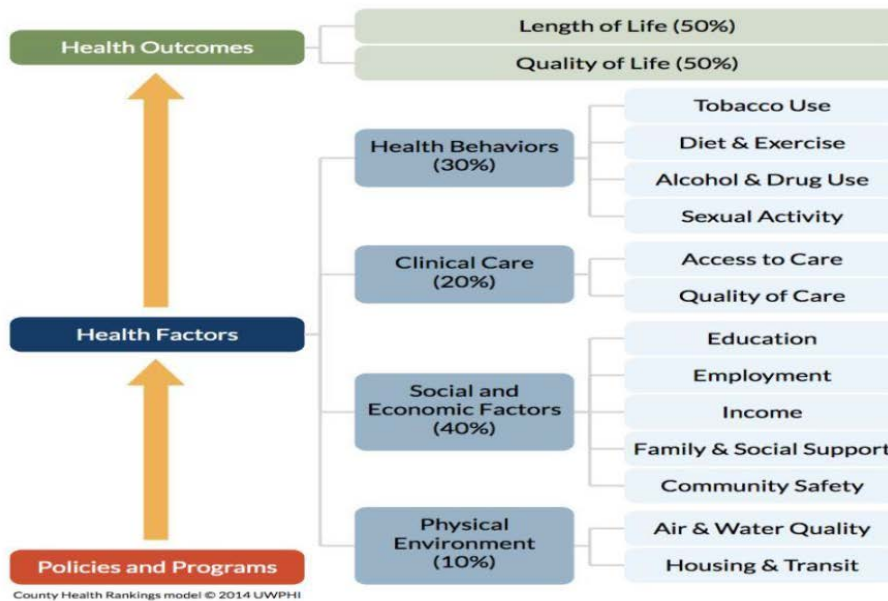 Health Outcomes
Length of Life (50%)
Quality of Life (50%)
Health Factors
Health Behaviors
(30%)
Tobacco Use
Diet & Exercise
Alcohol & Drug Use
Sexual Activity
Clinical Care
(20%)
Access to Care
Quality of Care
Social and
Economic Factors
(40%)
Education
Employment
Income
Family & Social Support
Community Safety
Physical
Environment
(10%)
Air & Water Quality
Housing & Transit
Policies and Programs
County Health Rankings model © 2014 UWPHI